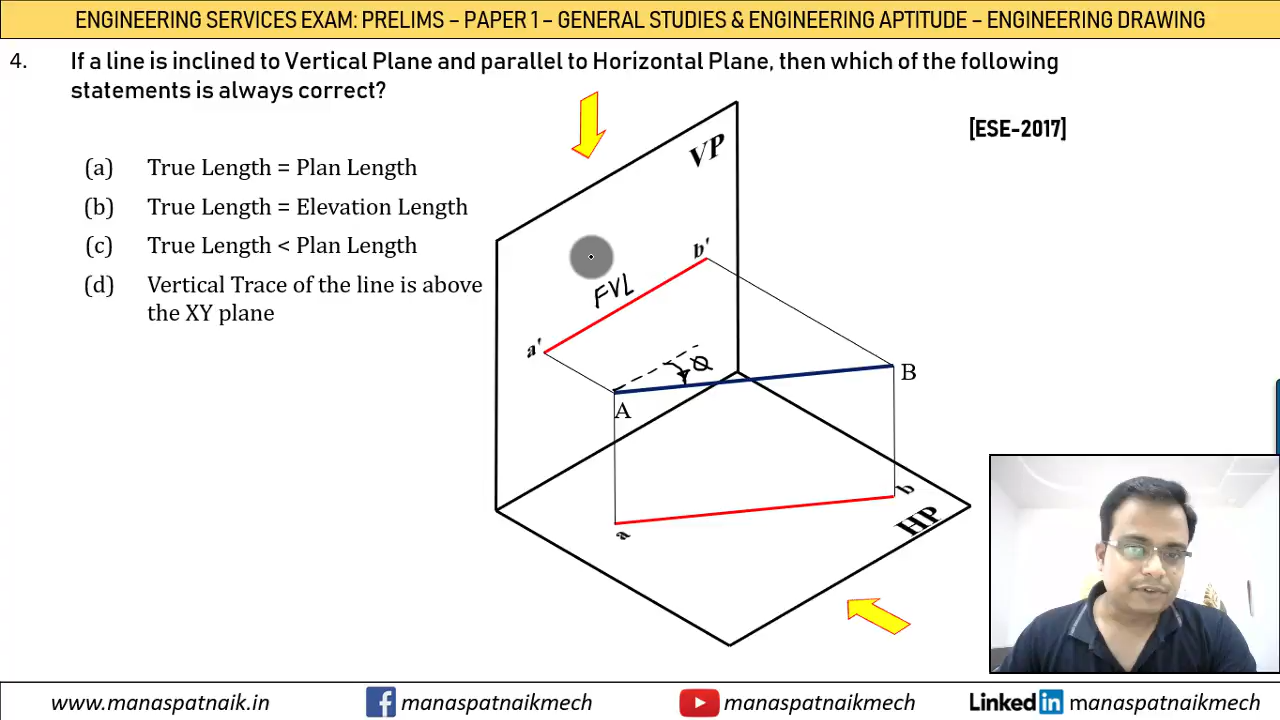 ENGINEERING SERVICES EXAM: PRELIMS – PAPER 1 – GENERAL STUDIES & ENGINEERING APTITUDE – ENGINEERING DRAWING
4. If a line is inclined to Vertical Plane and parallel to Horizontal Plane, then which of the following
statements is always correct?
[ESE-2017]
(a) True Length = Plan Length
(b) True Length = Elevation Length
(c) True Length < Plan Length
(d) Vertical Trace of the line is above
the XY plane
VP
b'
FVL
a'
Φ
B
A
b
HP
a
www.manaspatnaik.in
manaspatnaikmech
manaspatnaikmech
Linked in manaspatnaikmech